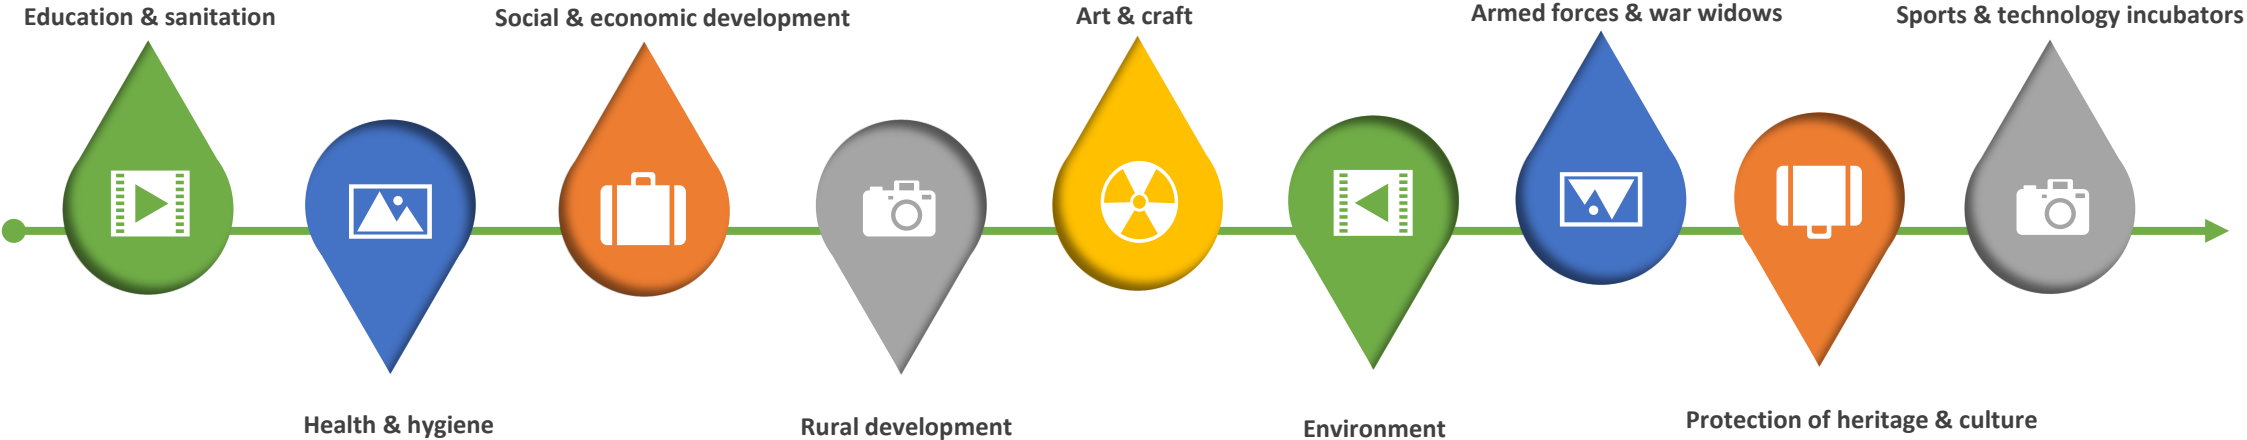 Education & sanitation
Social & economic development
Art & craft
Armed forces & war widows
Sports & technology incubators
Health & hygiene
Rural development
Environment
Protection of heritage & culture